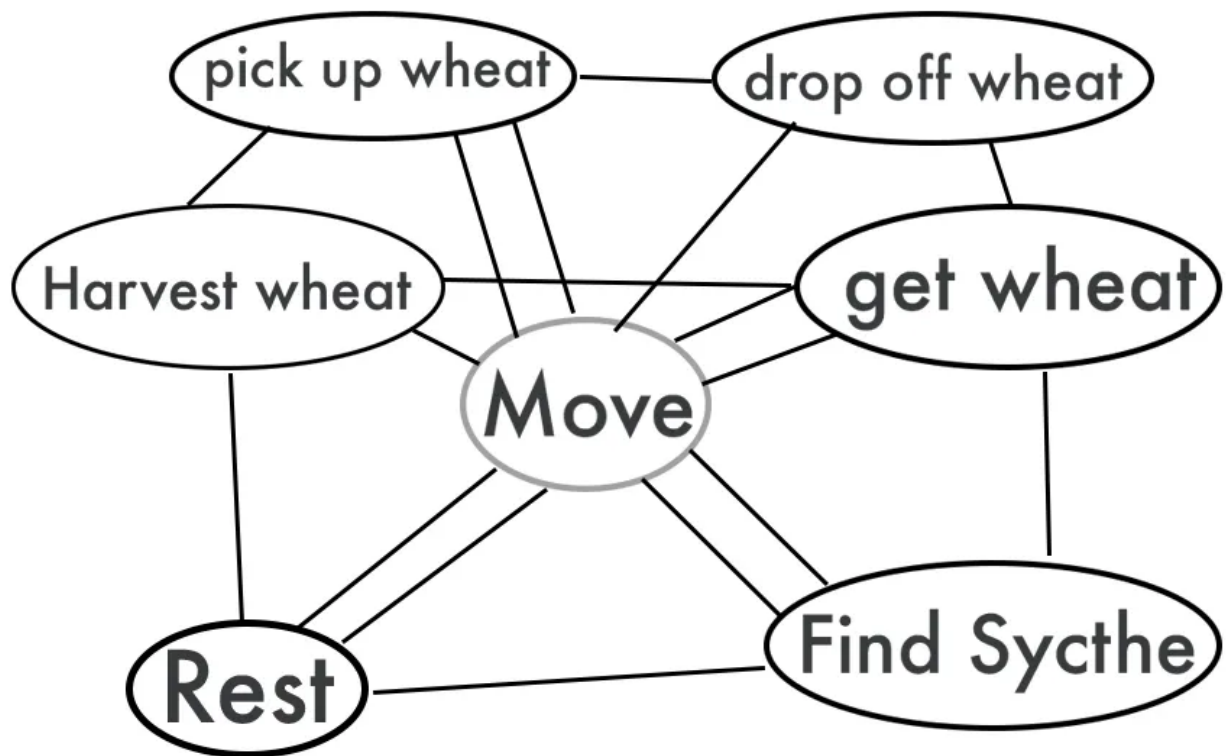 pick up wheat
drop off wheat
Harvest wheat
get wheat
Move
Rest
Find Sycthe